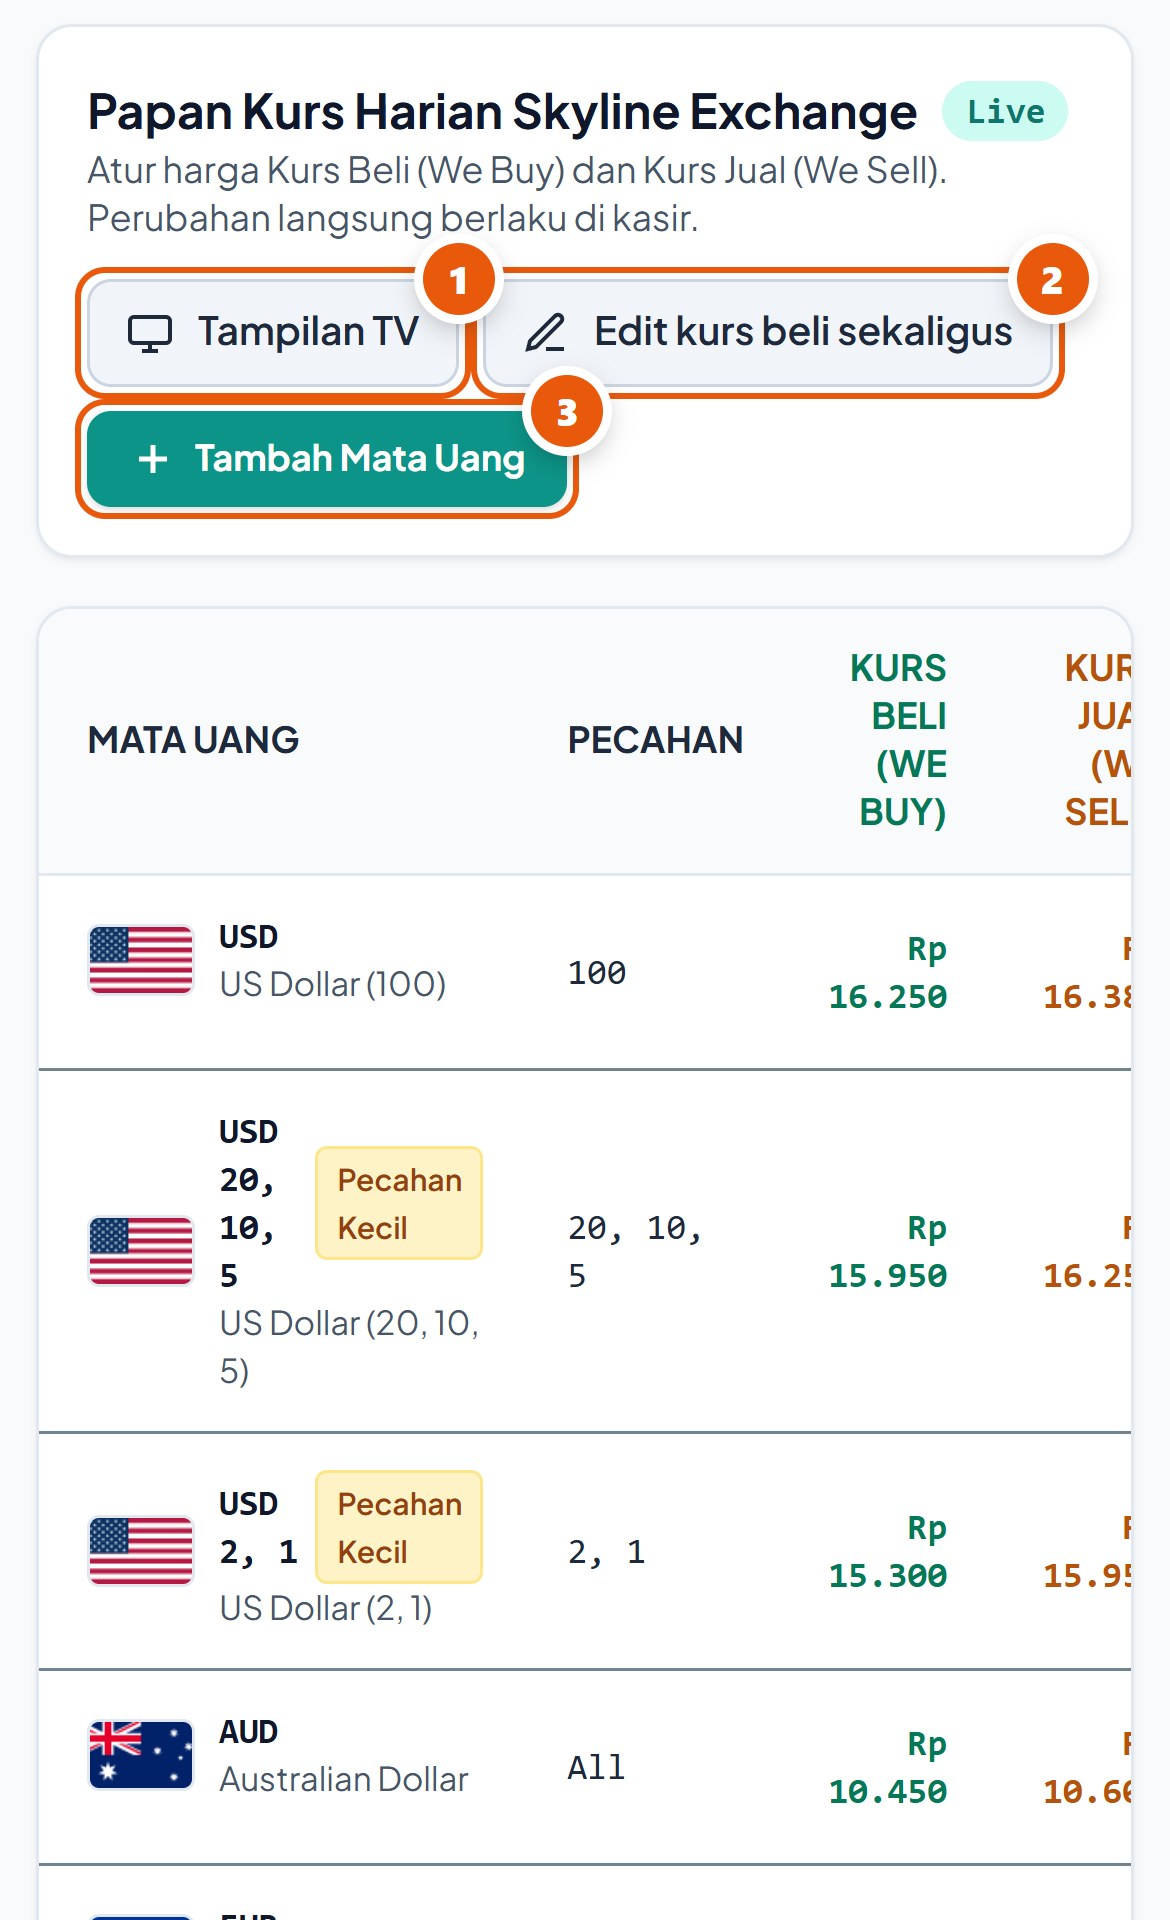 Papan Kurs Harian Skyline Exchange Live
Atur harga Kurs Beli (We Buy) dan Kurs Jual (We Sell).
Perubahan langsung berlaku di kasir.
1
2
Tampilan TV
Edit kurs beli sekaligus
3
+ Tambah Mata Uang
MATA UANG
PECAHAN
KURS
BELI
(WE
BUY)
USD
US Dollar (100)
100
Rp
16.250
USD
20,
10,
5
Pecahan
Kecil
US Dollar (20, 10,
5)
20, 10,
5
Rp
15.950
USD
2, 1
Pecahan
Kecil
US Dollar (2, 1)
2, 1
Rp
15.300
AUD
Australian Dollar
All
Rp
10.450